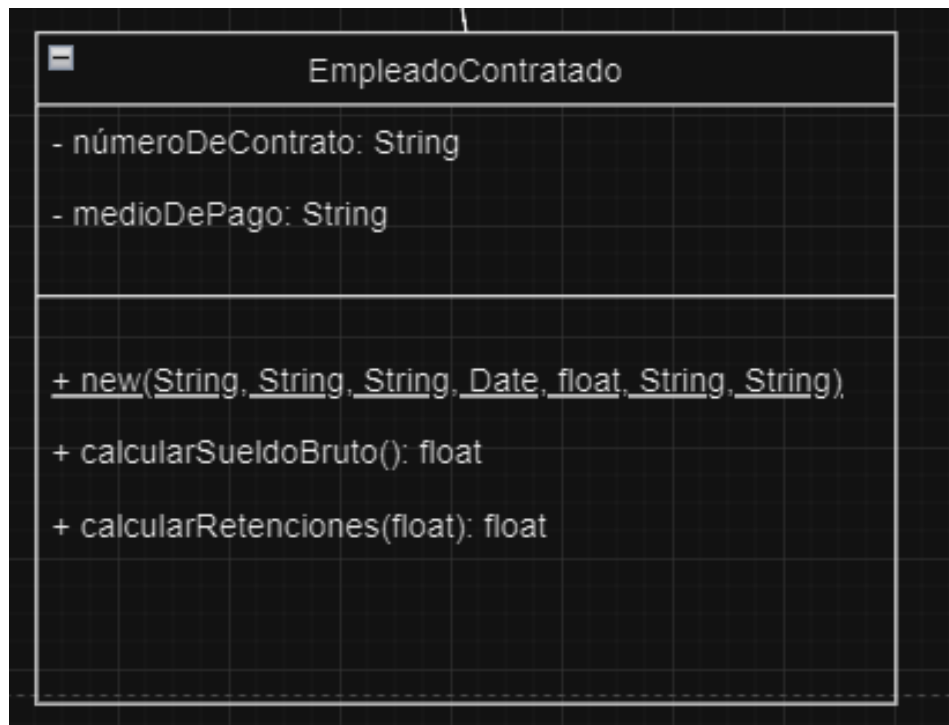 EmpleadoContratado
- númeroDeContrato: String
- medioDePago: String
+ new(String, String, String, Date, float, String, String)
+ calcularSueldoBruto(): float
+ calcularRetenciones(float): float